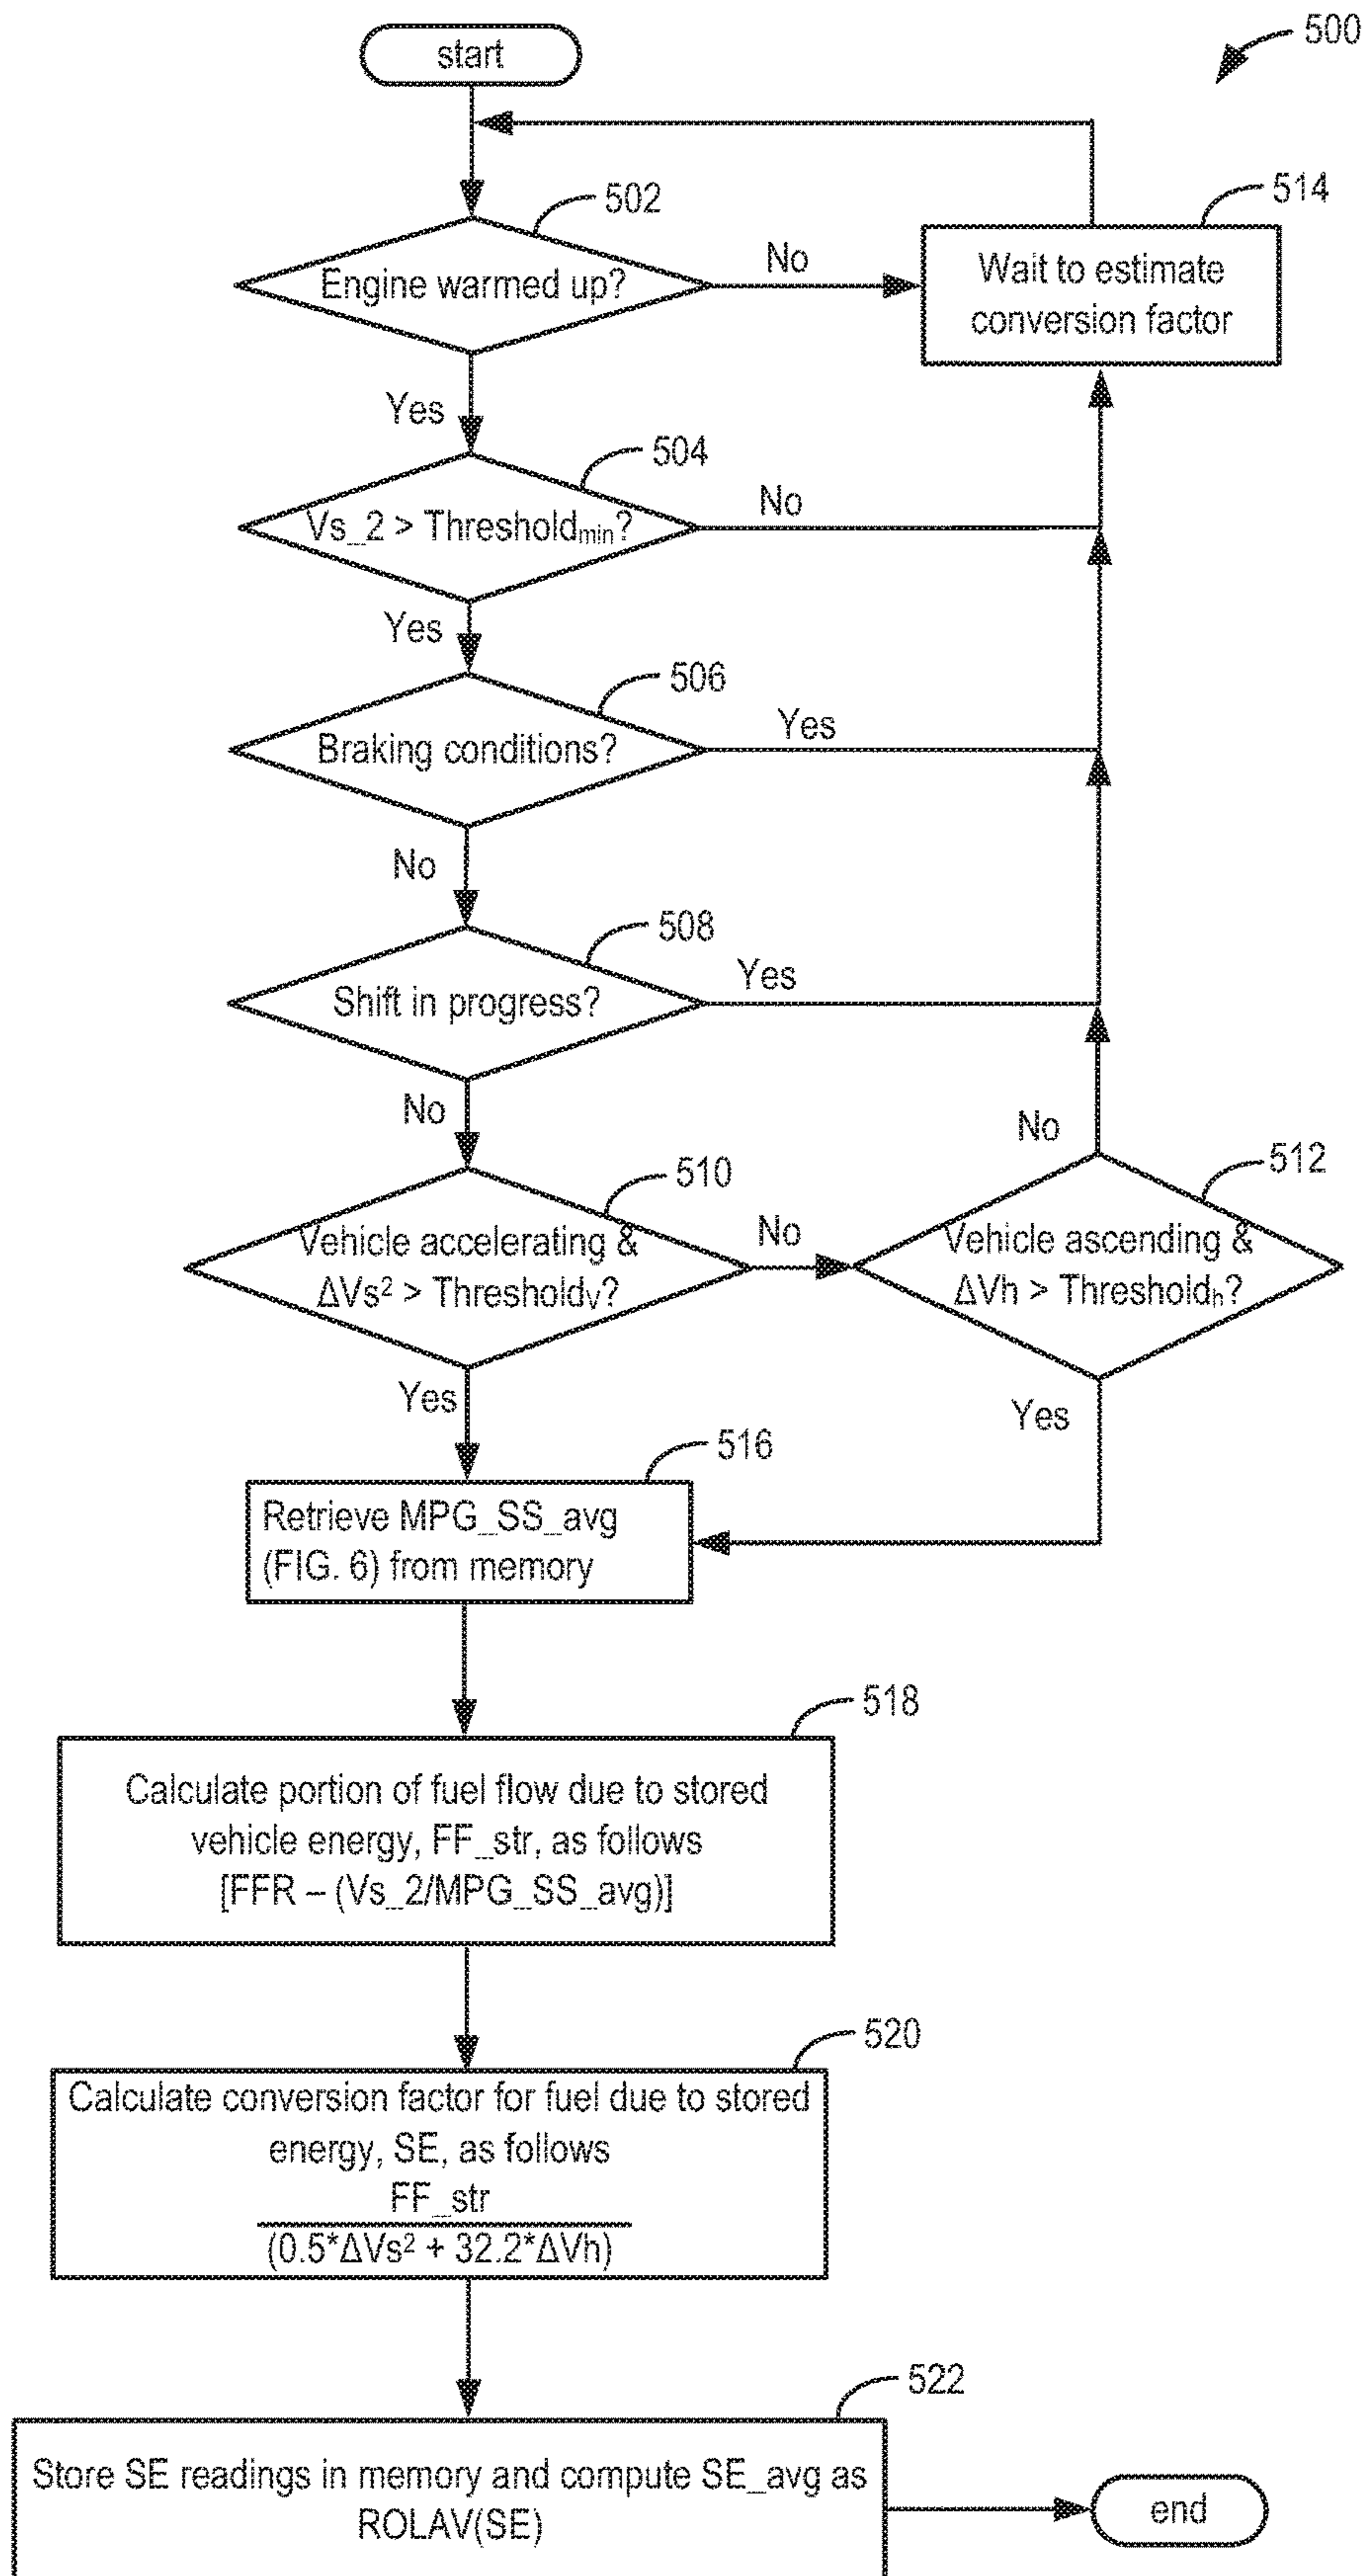 500
start
502
514
Engine warmed up?
No
Wait to estimate
conversion factor
Yes
504
Vs_2 > Thresholdmin?
No
Yes
506
Braking conditions?
Yes
No
508
Shift in progress?
Yes
No
No
510
512
Vehicle accelerating &
ΔVs² > ThresholdV?
No
Vehicle ascending &
ΔVh > Thresholdh?
Yes
Yes
516
Retrieve MPG_SS_avg
(FIG. 6) from memory
518
Calculate portion of fuel flow due to stored
vehicle energy, FF_str, as follows
[FFR – (Vs_2/MPG_SS_avg)]
520
Calculate conversion factor for fuel due to stored
energy, SE, as follows
FF_str
(0.5*ΔVs² + 32.2*ΔVh)
522
Store SE readings in memory and compute SE_avg as
ROLAV(SE)
end